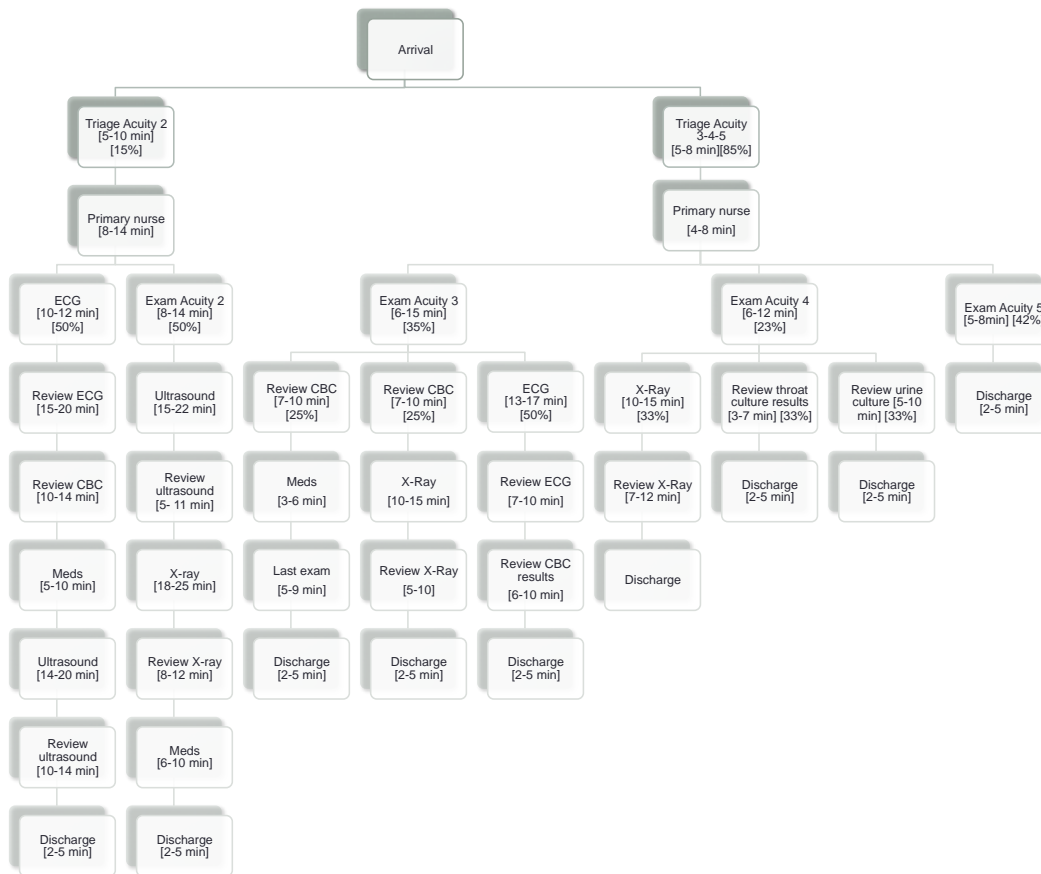 Arrival
Triage Acuity 2
[5-10 min]
[15%]
Triage Acuity
3-4-5
[5-8 min][85%]
Primary nurse
[8-14 min]
Primary nurse
[4-8 min]
ECG
[10-12 min]
[50%]
Exam Acuity 2
[8-14 min]
[50%]
Exam Acuity 3
[6-15 min]
[35%]
Exam Acuity 4
[6-12 min]
[23%]
Exam Acuity 5
[5-8min] [42%
Review ECG
[15-20 min]
Ultrasound
[15-22 min]
Review CBC
[7-10 min]
[25%]
Review CBC
[7-10 min]
[25%]
ECG
[13-17 min]
[50%]
X-Ray
[10-15 min]
[33%]
Review throat
culture results
[3-7 min] [33%]
Review urine
culture [5-10
min] [33%]
Discharge
[2-5 min]
Review CBC
[10-14 min]
Review
ultrasound
[5- 11 min]
Meds
[3-6 min]
X-Ray
[10-15 min]
Review ECG
[7-10 min]
Review X-Ray
[7-12 min]
Discharge
[2-5 min]
Discharge
[2-5 min]
Meds
[5-10 min]
X-ray
[18-25 min]
Last exam
[5-9 min]
Review X-Ray
[5-10]
Review CBC
results
[6-10 min]
Discharge
Ultrasound
[14-20 min]
Review X-ray
[8-12 min]
Discharge
[2-5 min]
Discharge
[2-5 min]
Discharge
[2-5 min]
Review
ultrasound
[10-14 min]
Meds
[6-10 min]
Discharge
[2-5 min]
Discharge
[2-5 min]